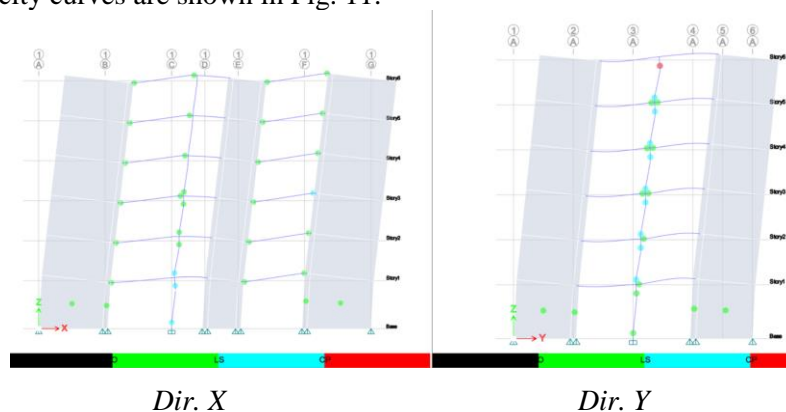 city curves are shown in Fig. 11.
1 1 1 1 1 1 1
A B C D E F G
Story6
Story5
Story4
Story3
Story2
Story1
Base
Z
X
IO LS CP
1 2 3 4 5 6
A A A A A A
Story6
Story5
Story4
Story3
Story2
Story1
Base
Z
Y
IO LS CP
Dir. X Dir. Y